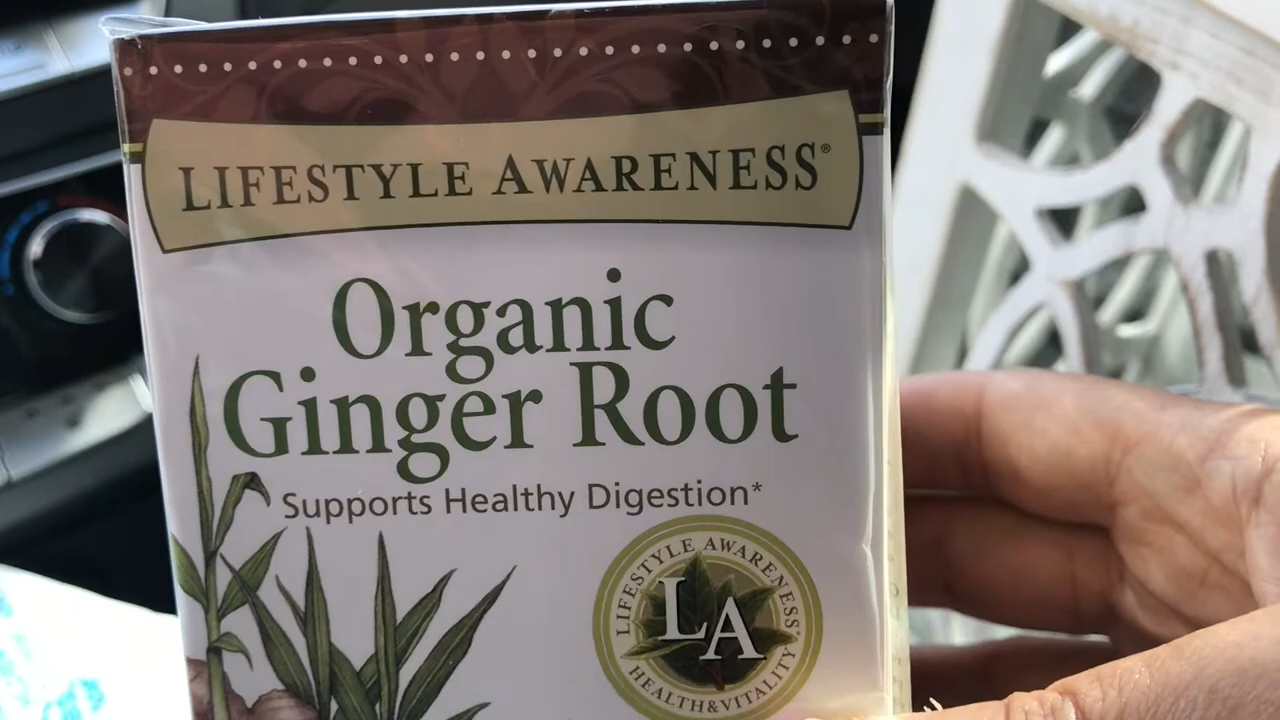 LIFESTYLE AWARENESS®
Organic
Ginger Root
Supports Healthy Digestion*
LIFESTYLE AWARENESS
LA
HEALTH&VITALITY